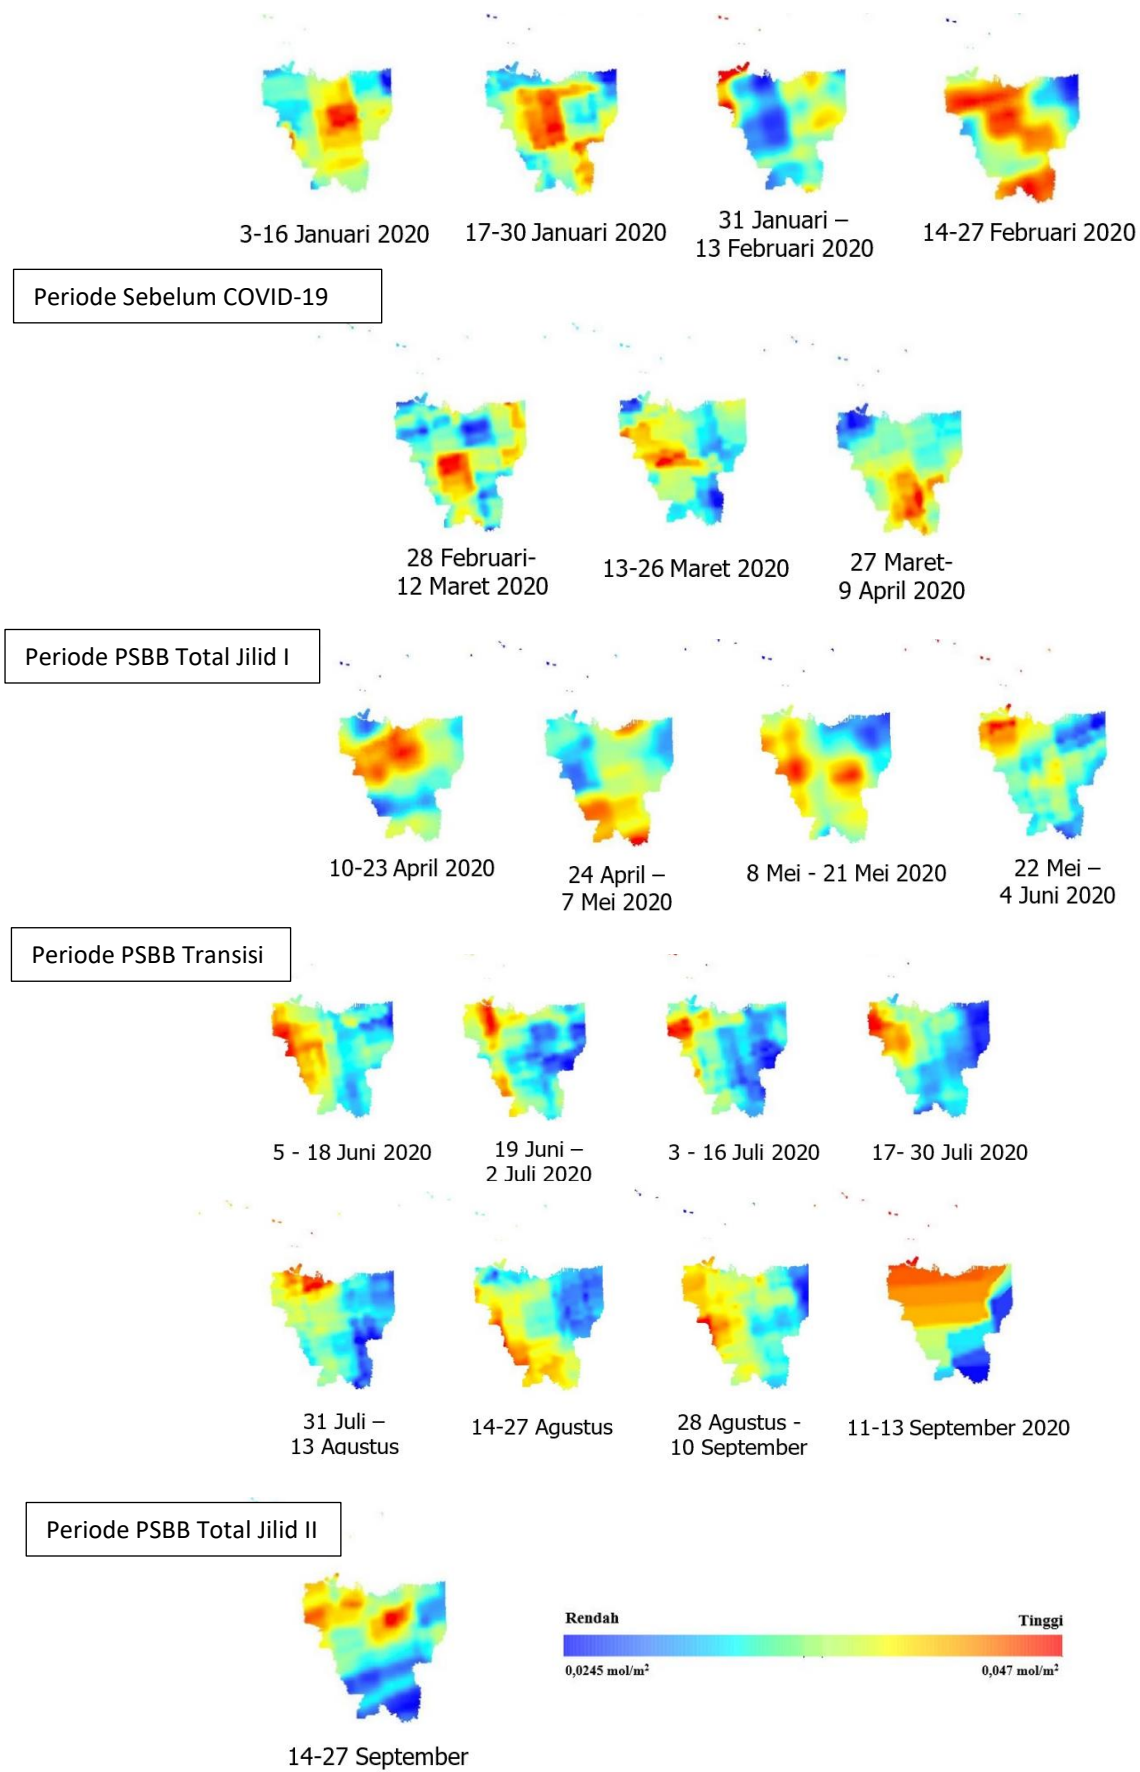 3-16 Januari 2020
17-30 Januari 2020
31 Januari –
13 Februari 2020
14-27 Februari 2020
Periode Sebelum COVID-19
28 Februari-
12 Maret 2020
13-26 Maret 2020
27 Maret-
9 April 2020
Periode PSBB Total Jilid I
10-23 April 2020
24 April –
7 Mei 2020
8 Mei - 21 Mei 2020
22 Mei –
4 Juni 2020
Periode PSBB Transisi
5 - 18 Juni 2020
19 Juni –
2 Juli 2020
3 - 16 Juli 2020
17- 30 Juli 2020
31 Juli –
13 Agustus
14-27 Agustus
28 Agustus -
10 September
11-13 September 2020
Periode PSBB Total Jilid II
Rendah
Tinggi
0,0245 mol/m²
0,047 mol/m²
14-27 September